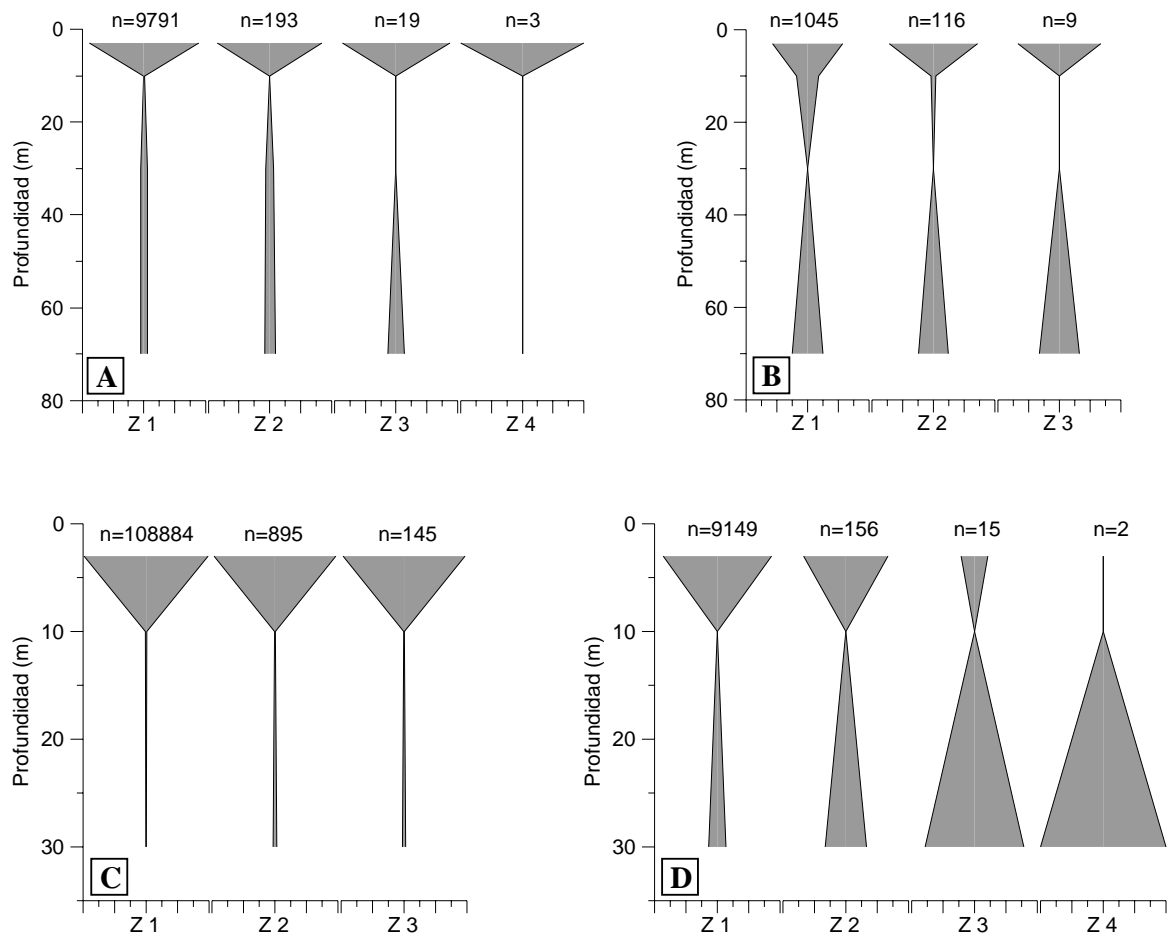 n=9791 n=193 n=19 n=3
0
20
40
60
80
Profundidad (m)
A
Z 1 Z 2 Z 3 Z 4
n=1045 n=116 n=9
0
20
40
60
80
Profundidad (m)
B
Z 1 Z 2 Z 3
n=108884 n=895 n=145
0
10
20
30
Profundidad (m)
C
Z 1 Z 2 Z 3
n=9149 n=156 n=15 n=2
0
10
20
30
Profundidad (m)
D
Z 1 Z 2 Z 3 Z 4